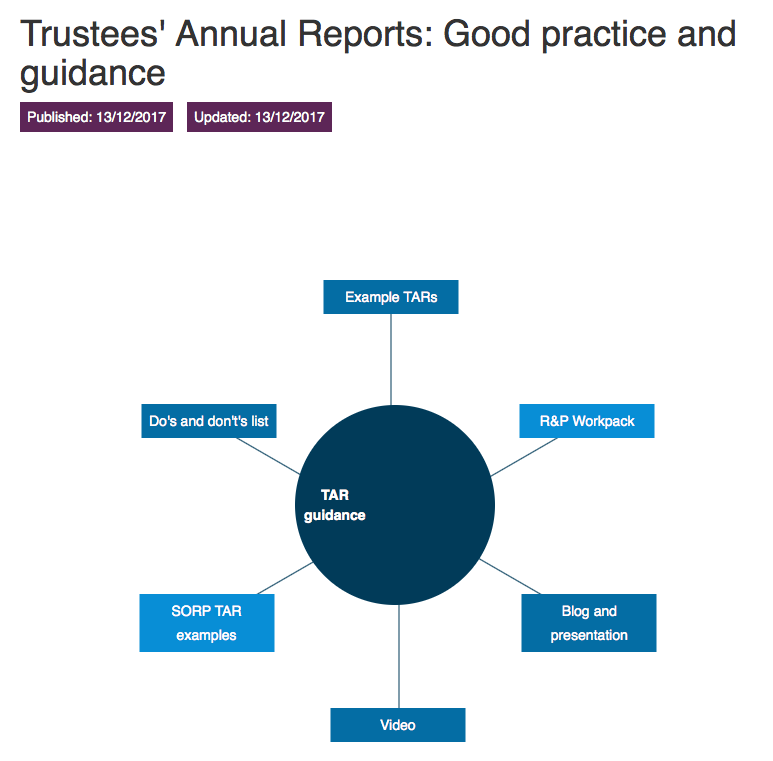 Trustees' Annual Reports: Good practice and
guidance
Published: 13/12/2017
Updated: 13/12/2017
Example TARs
Do's and don't's list
R&P Workpack
TAR
guidance
SORP TAR
examples
Blog and
presentation
Video